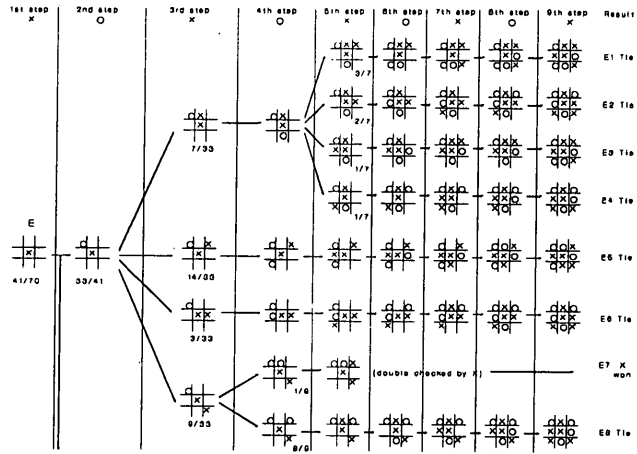 1st step 2nd step 3rd step 4th step 5th step 6th step 7th step 8th step 9th step Result
x O x O x O x O x
3/7 E1 Tie
2/7 E2 Tie
7/33
1/7 E3 Tie
1/7 E4 Tie
E
41/70 33/41 14/33 E5 Tie
3/33 E6 Tie
1/9 (double checked by X) E7 X won
9/33
8/9 E8 Tie